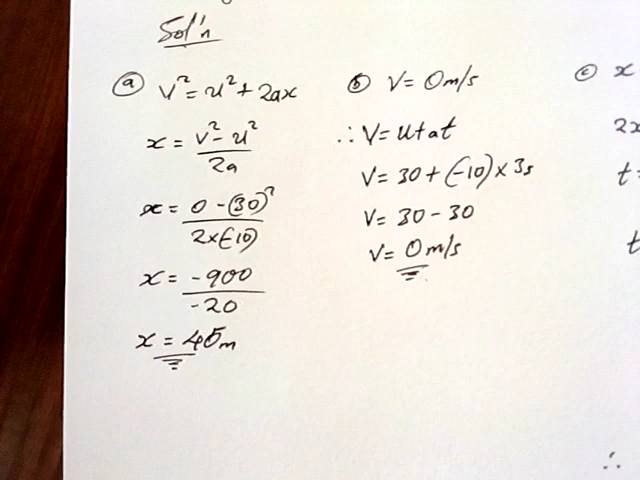 Sol'n
(a) V² = u² + 2ax
x = (V² - u²) / 2a
x = (0 - (30)²) / (2x(-10))
x = -900 / -20
x = 45m
(b) V = 0m/s
∴ V = u + at
V = 30 + (-10) x 3s
V = 30 - 30
V = 0m/s
(c) x
2x
t =
t
∴